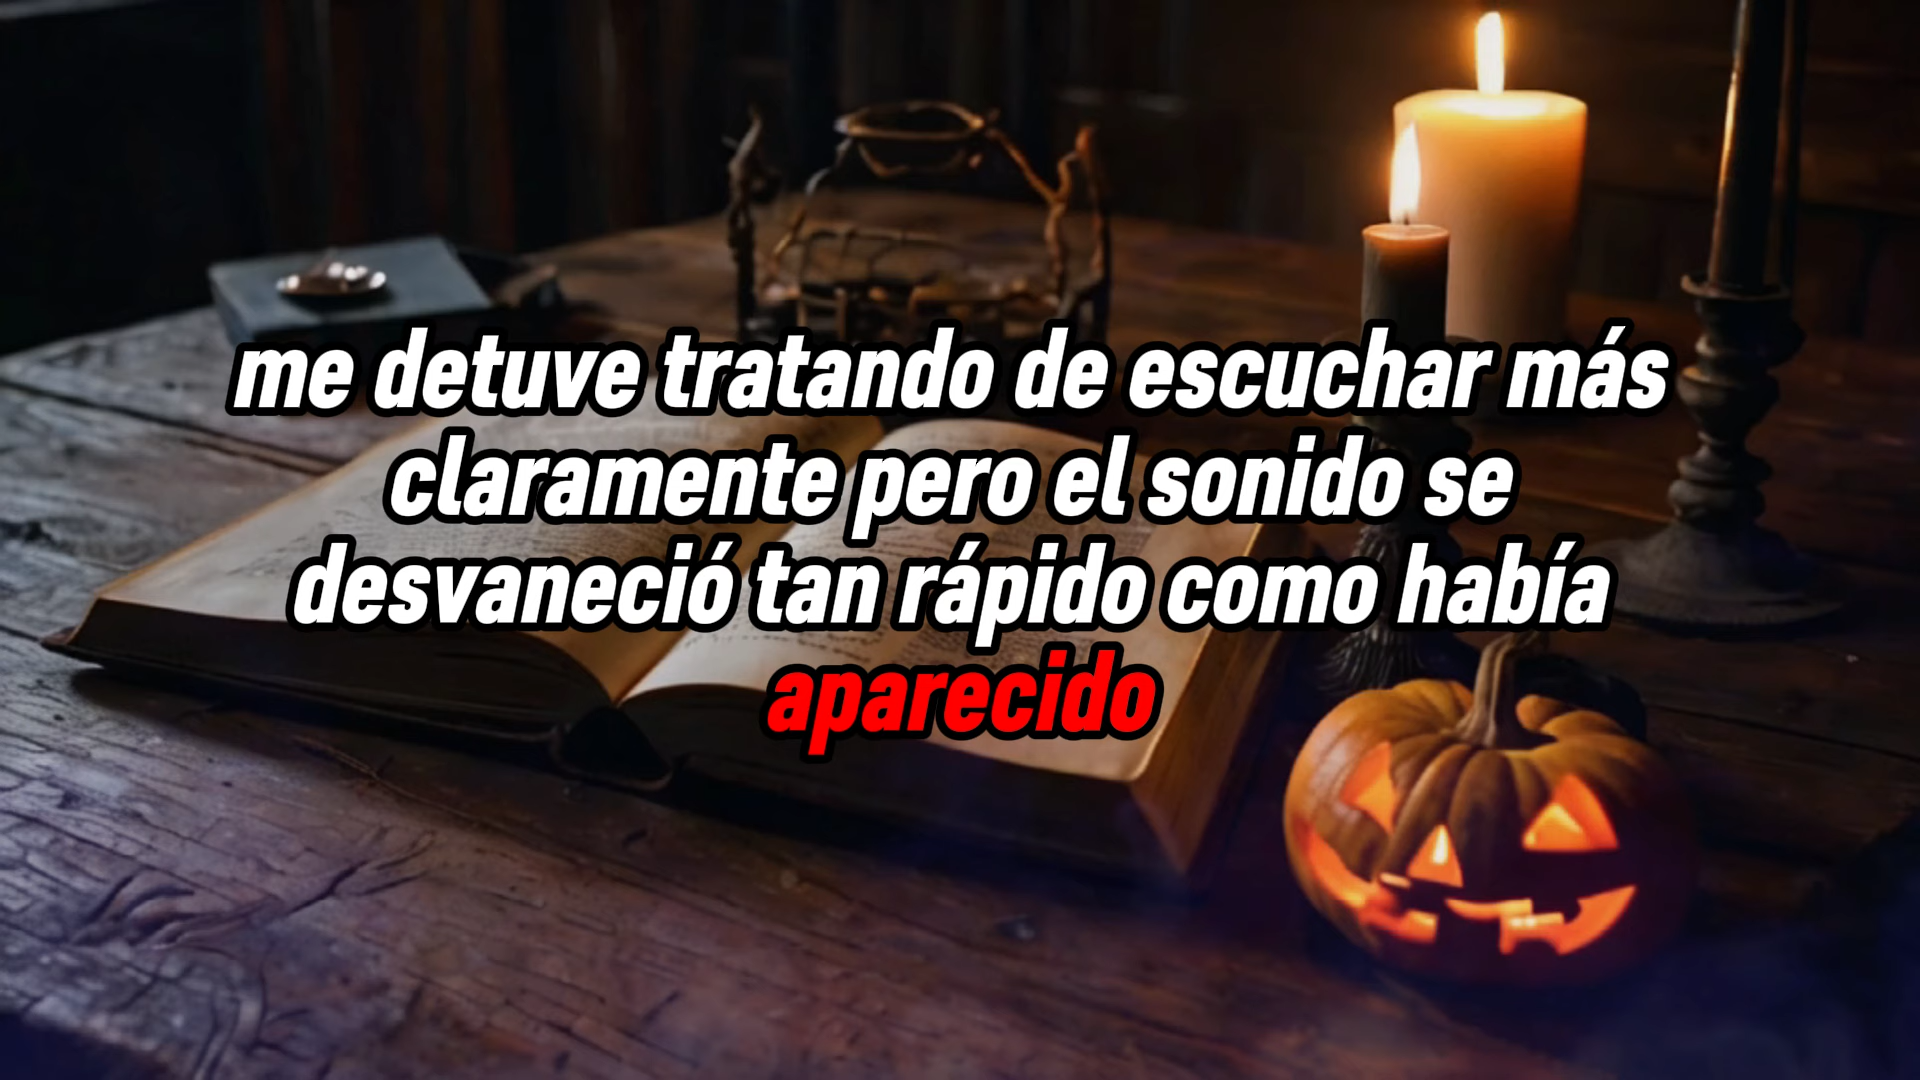 me detuve tratando de escuchar más
claramente pero el sonido se
desvaneció tan rápido como había
aparecido